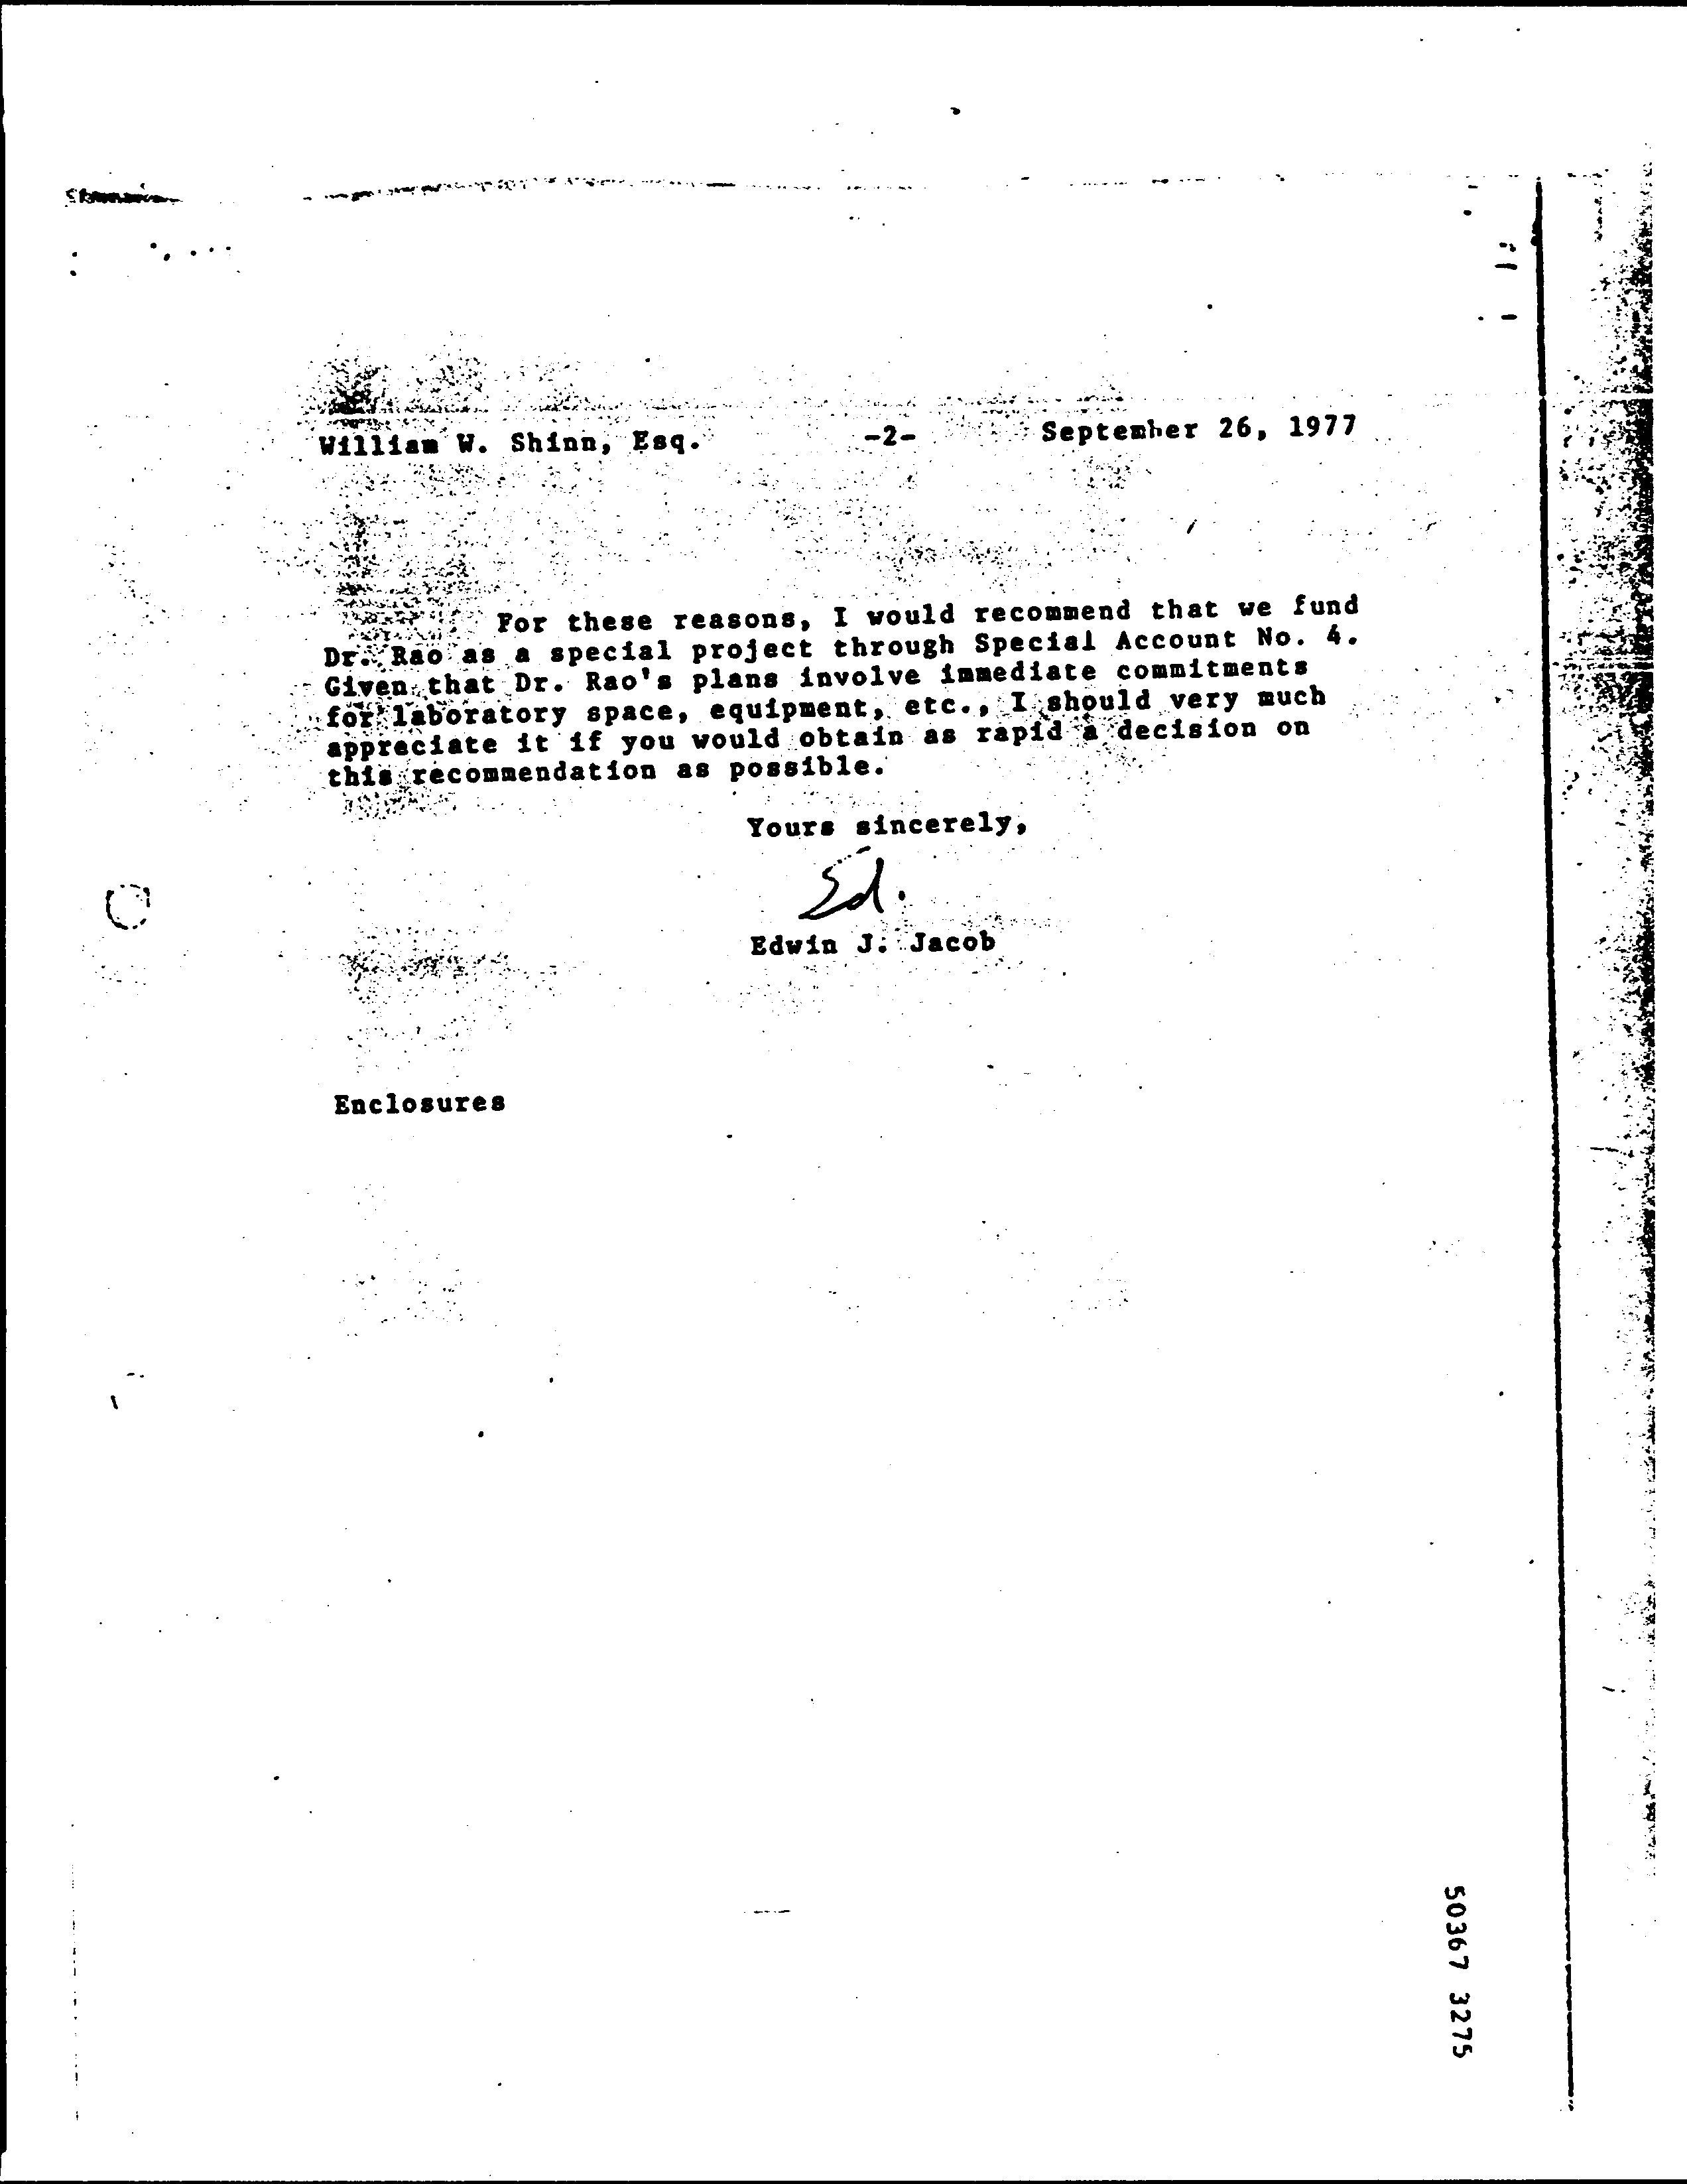 William W. Shinn, Esq. -2- September 26, 1977
For these reasons, I would recommend that we fund
Dr. Rao as a special project through Special Account No. 4.
Given that Dr. Rao's plans involve immediate commitments
for laboratory space, equipment, etc., I should very much
appreciate it if you would obtain as rapid a decision on
this recommendation as possible.
Yours sincerely,
Ed.
Edwin J. Jacob
Enclosures
50367 3275